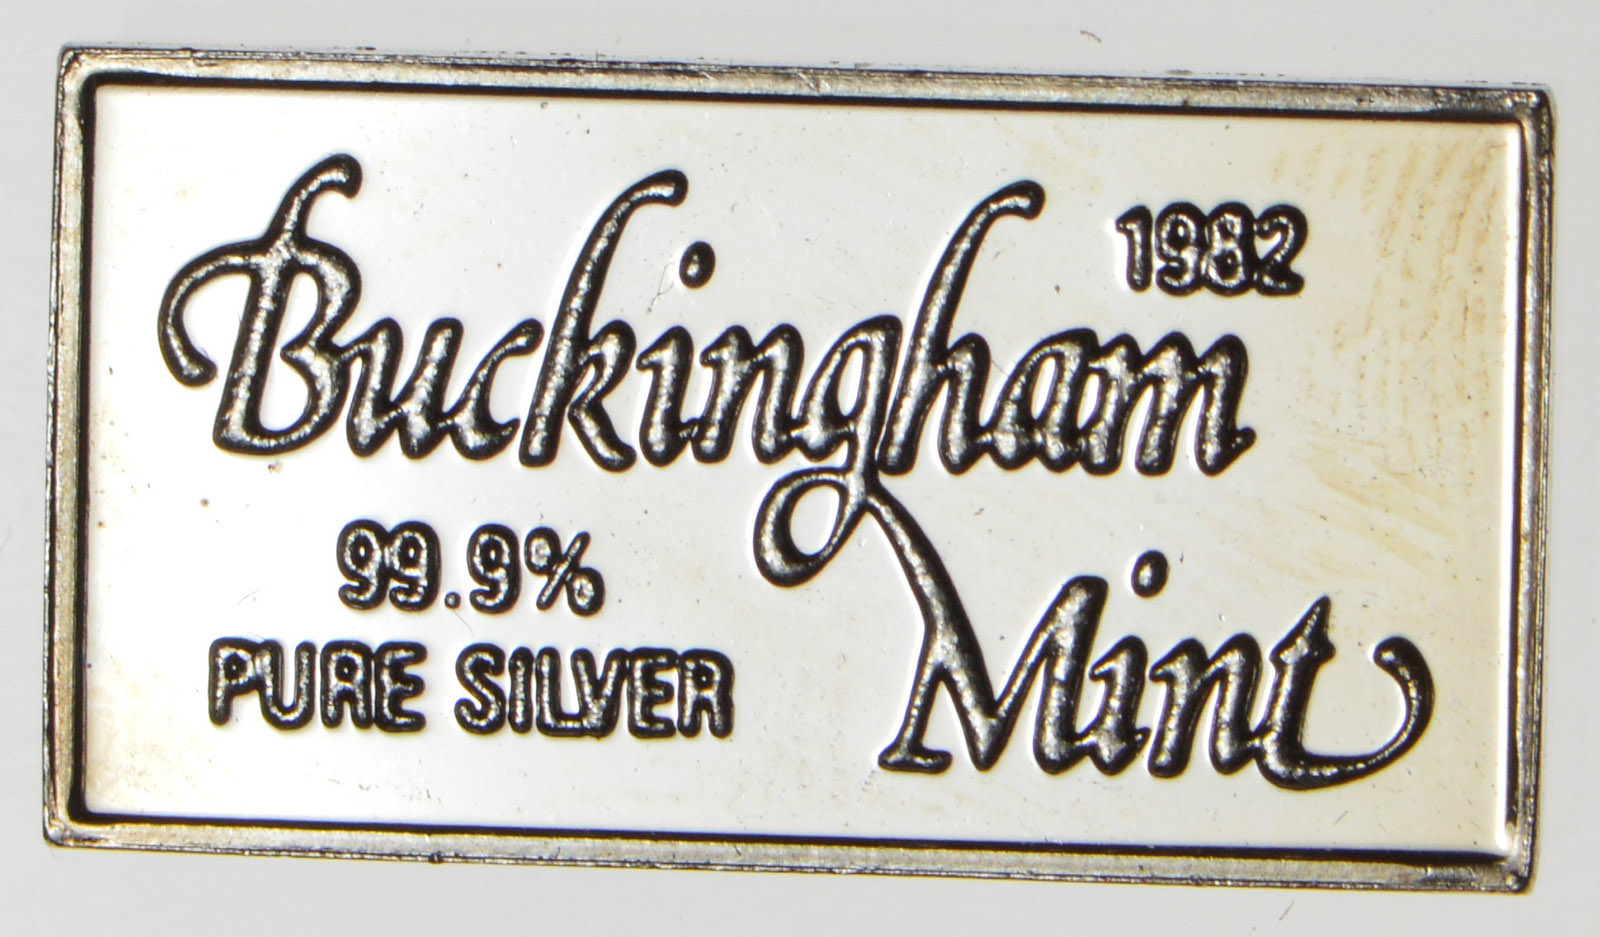 1982
Buckingham
Mint
99.9%
PURE SILVER